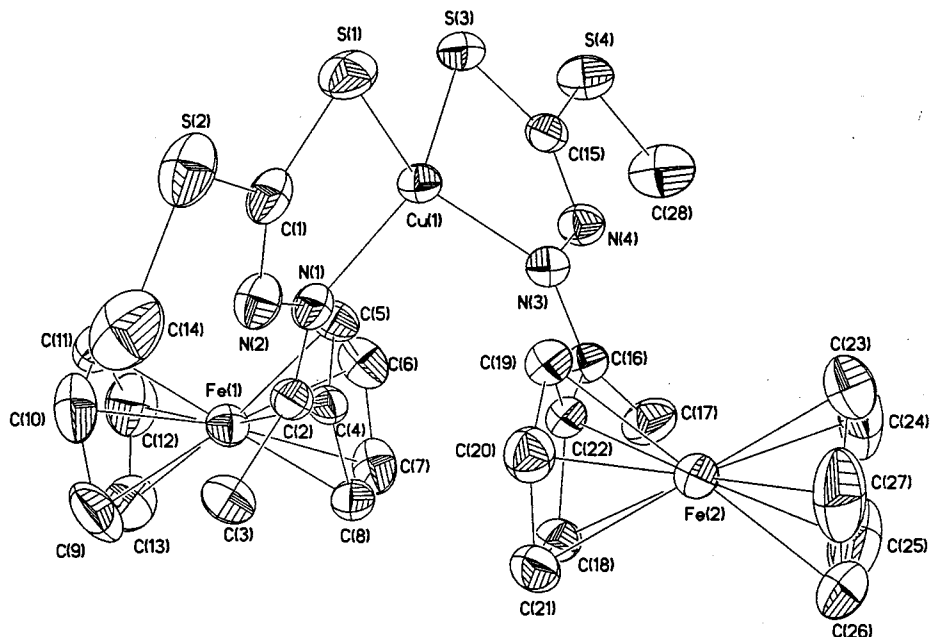 S(1)
S(3)
S(4)
S(2)
C(15)
C(1)
Cu(1)
C(28)
N(4)
N(1)
N(3)
C(5)
C(14)
N(2)
C(11)
C(6)
C(19)
C(16)
C(23)
Fe(1)
C(10)
C(12)
C(2)
C(4)
C(17)
C(24)
C(20)
C(22)
C(7)
C(27)
Fe(2)
C(3)
C(9)
C(13)
C(8)
C(18)
C(25)
C(21)
C(26)